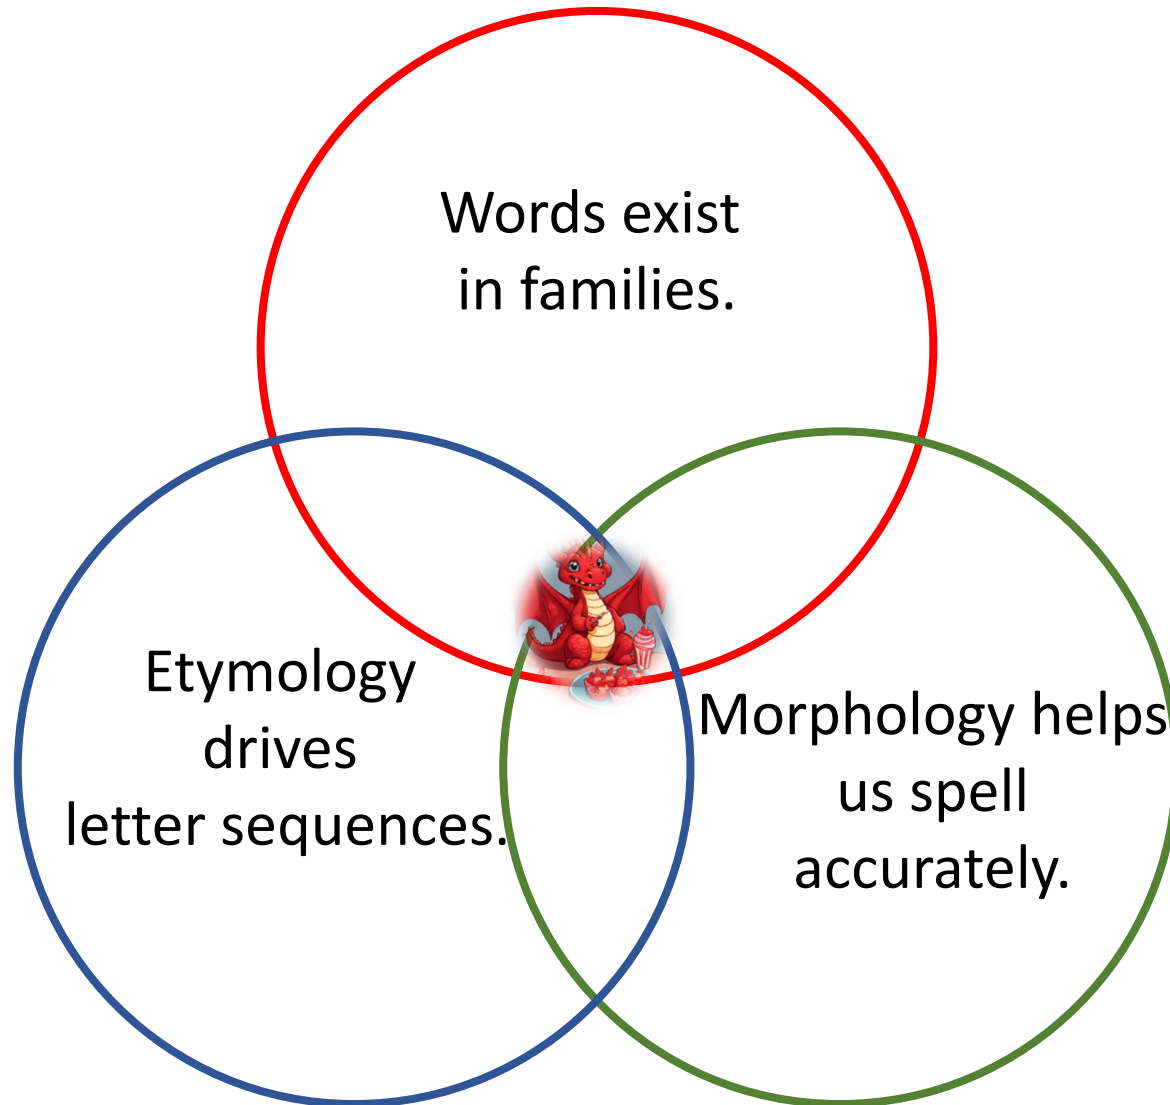 Words exist
in families.
Etymology
drives
letter sequences.
Morphology helps
us spell
accurately.